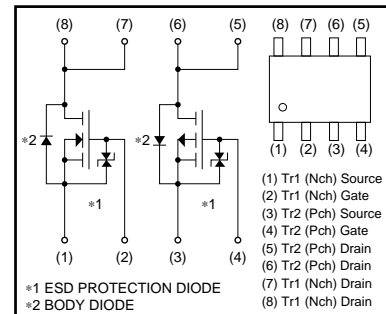 (8) (7) (6) (5)
(8) (7) (6) (5)
∗2 ∗2
∗1 ∗1
(1) (2) (3) (4)
(1) (2) (3) (4)
(1) Tr1 (Nch) Source
(2) Tr1 (Nch) Gate
(3) Tr2 (Pch) Source
(4) Tr2 (Pch) Gate
(5) Tr2 (Pch) Drain
(6) Tr2 (Pch) Drain
(7) Tr1 (Nch) Drain
(8) Tr1 (Nch) Drain
∗1 ESD PROTECTION DIODE
∗2 BODY DIODE